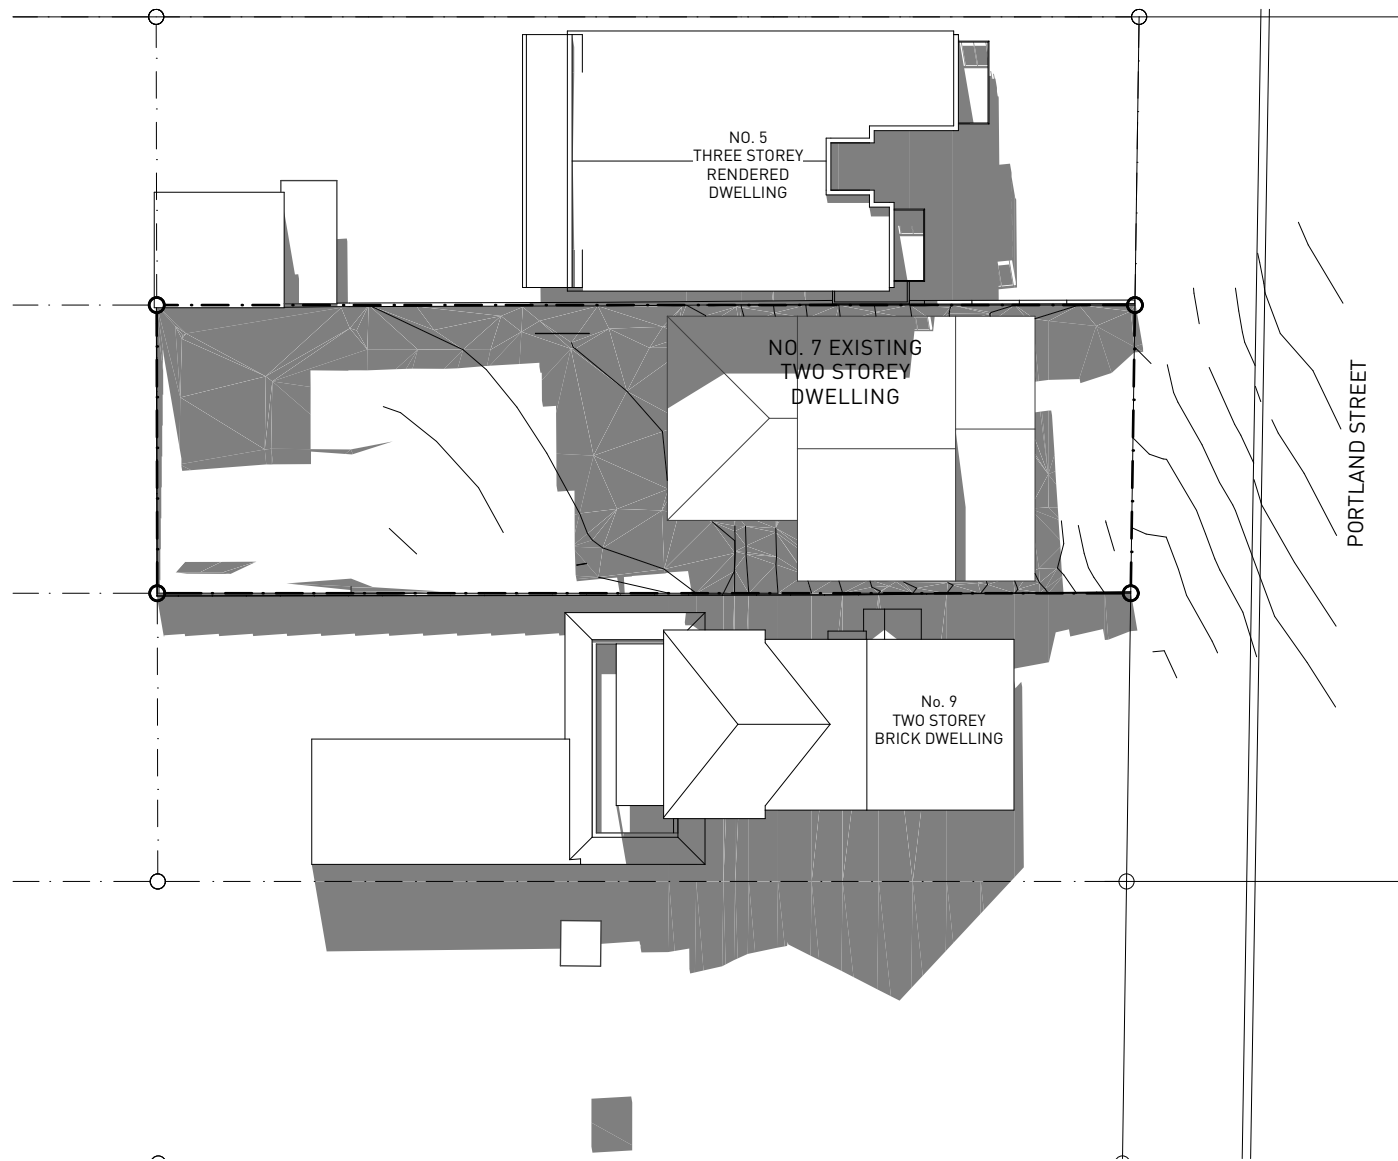 NO. 5
THREE STOREY
RENDERED
DWELLING
NO. 7 EXISTING
TWO STOREY
DWELLING
PORTLAND STREET
No. 9
TWO STOREY
BRICK DWELLING